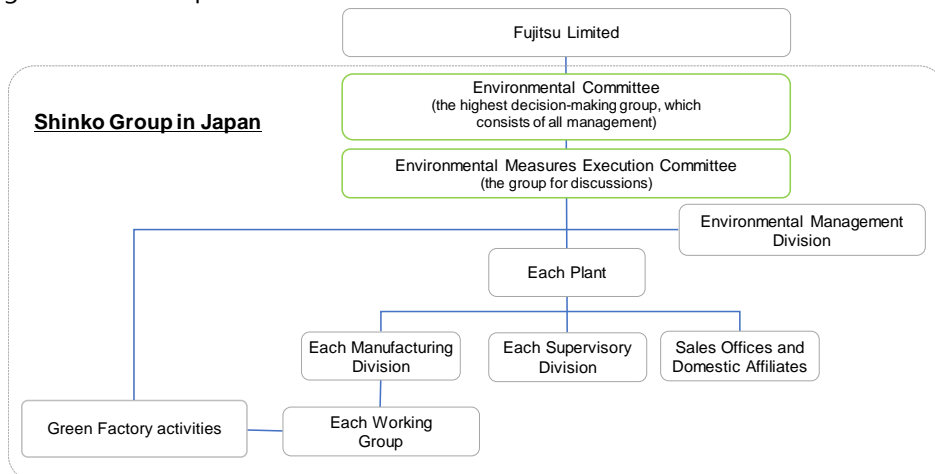 Fujitsu Limited
Environmental Committee
(the highest decision-making group, which
consists of all management)
Shinko Group in Japan
Environmental Measures Execution Committee
(the group for discussions)
Environmental Management
Division
Each Plant
Each Manufacturing
Division
Each Supervisory
Division
Sales Offices and
Domestic Affiliates
Green Factory activities
Each Working
Group